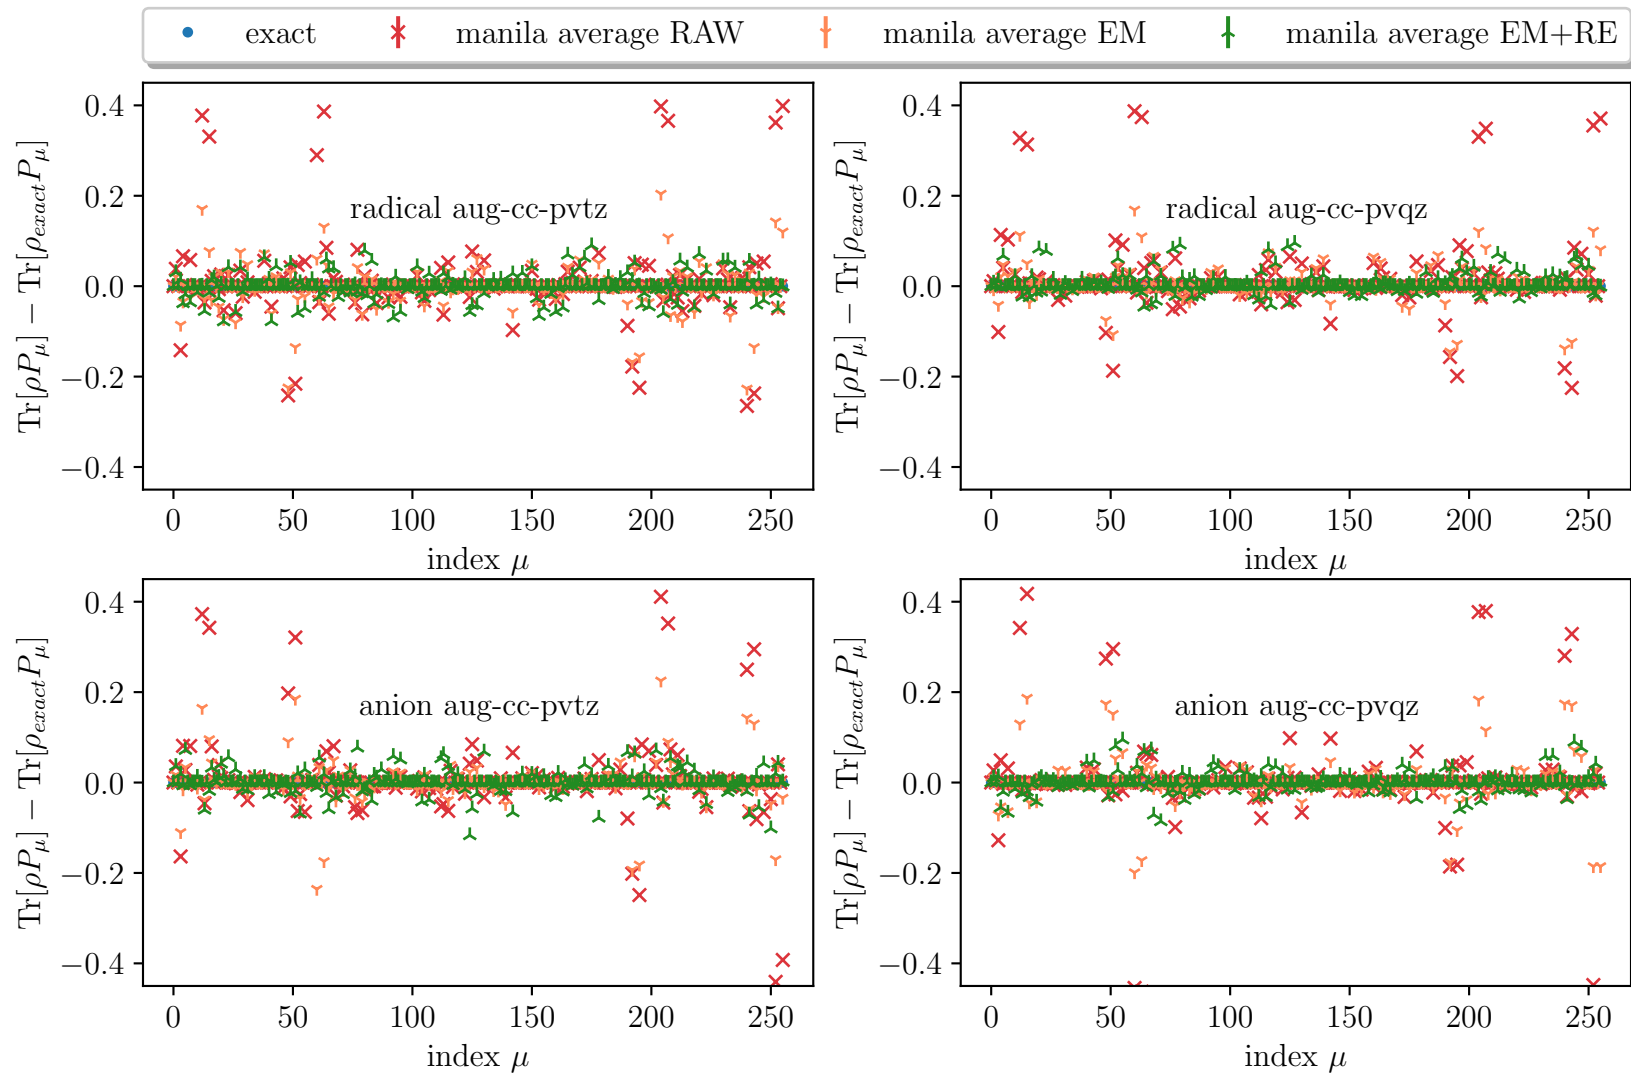 exact manila average RAW manila average EM manila average EM+RE
Tr[ρP_μ] − Tr[ρ_exact P_μ]
0.4
0.2
0.0
−0.2
−0.4
radical aug-cc-pvtz
0 50 100 150 200 250
index μ
Tr[ρP_μ] − Tr[ρ_exact P_μ]
0.4
0.2
0.0
−0.2
−0.4
radical aug-cc-pvqz
0 50 100 150 200 250
index μ
Tr[ρP_μ] − Tr[ρ_exact P_μ]
0.4
0.2
0.0
−0.2
−0.4
anion aug-cc-pvtz
0 50 100 150 200 250
index μ
Tr[ρP_μ] − Tr[ρ_exact P_μ]
0.4
0.2
0.0
−0.2
−0.4
anion aug-cc-pvqz
0 50 100 150 200 250
index μ